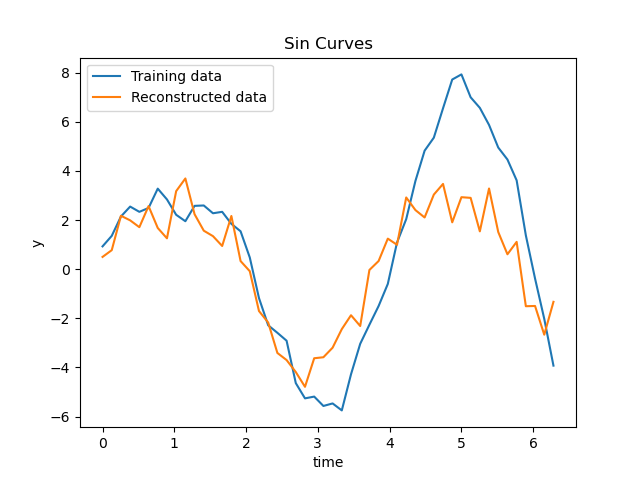 Sin Curves
Training data
Reconstructed data
8
6
4
2
0
−2
−4
−6
y
0 1 2 3 4 5 6
time